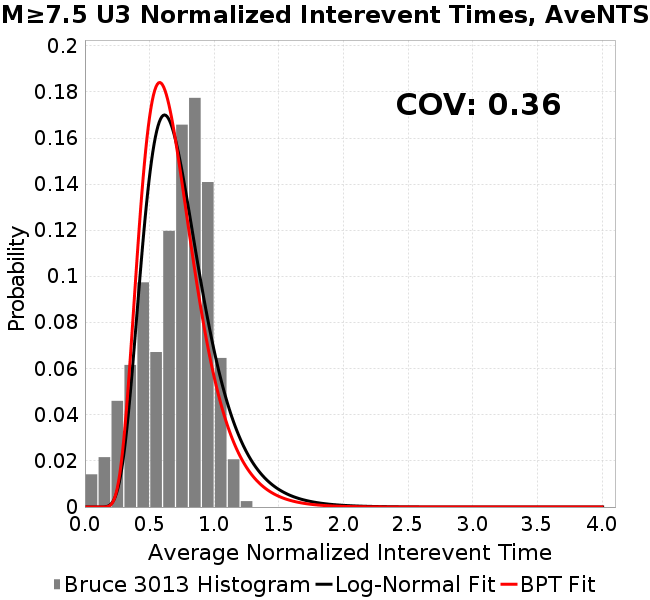 M≥7.5 U3 Normalized Interevent Times, AveNTS
COV: 0.36
Probability
0.2
0.18
0.16
0.14
0.12
0.1
0.08
0.06
0.04
0.02
0
0.0 0.5 1.0 1.5 2.0 2.5 3.0 3.5 4.0
Average Normalized Interevent Time
Bruce 3013 Histogram Log-Normal Fit BPT Fit